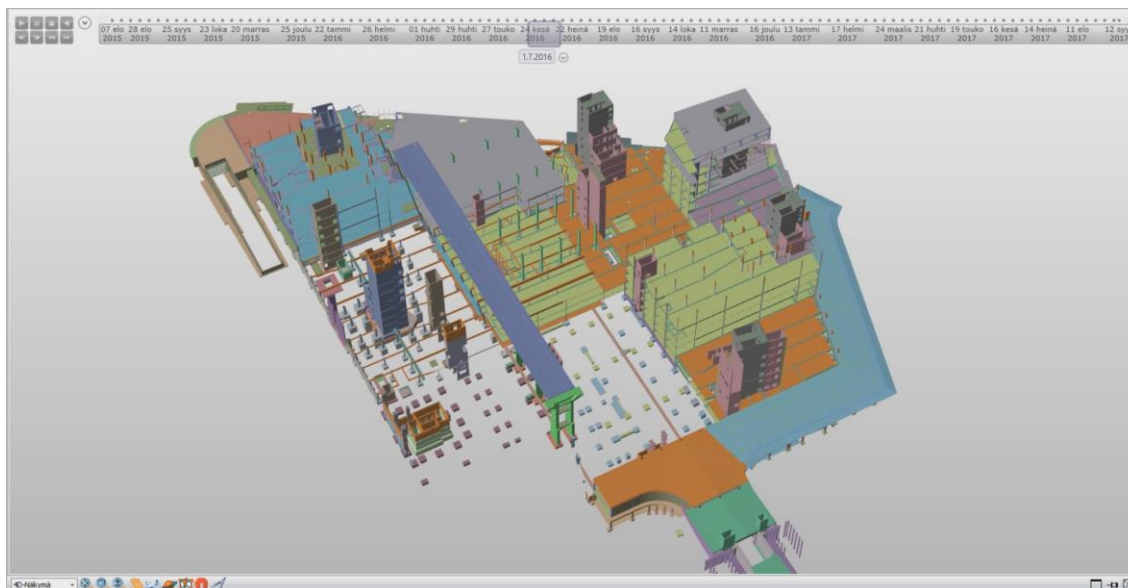 07 elo 28 elo 25 syys 23 loka 20 marras 25 joulu 22 tammi 26 helmi 01 huhti 29 huhti 27 touko 24 kesä 22 heinä 19 elo 16 syys 14 loka 11 marras 16 joulu 13 tammi 17 helmi 24 maalis 21 huhti 19 touko 16 kesä 14 heinä 11 elo 12 syy
2015 2015 2015 2015 2015 2015 2016 2016 2016 2016 2016 2016 2016 2016 2016 2016 2016 2016 2017 2017 2017 2017 2017 2017 2017 2017 2017
1.7.2016
4D-Näkymä